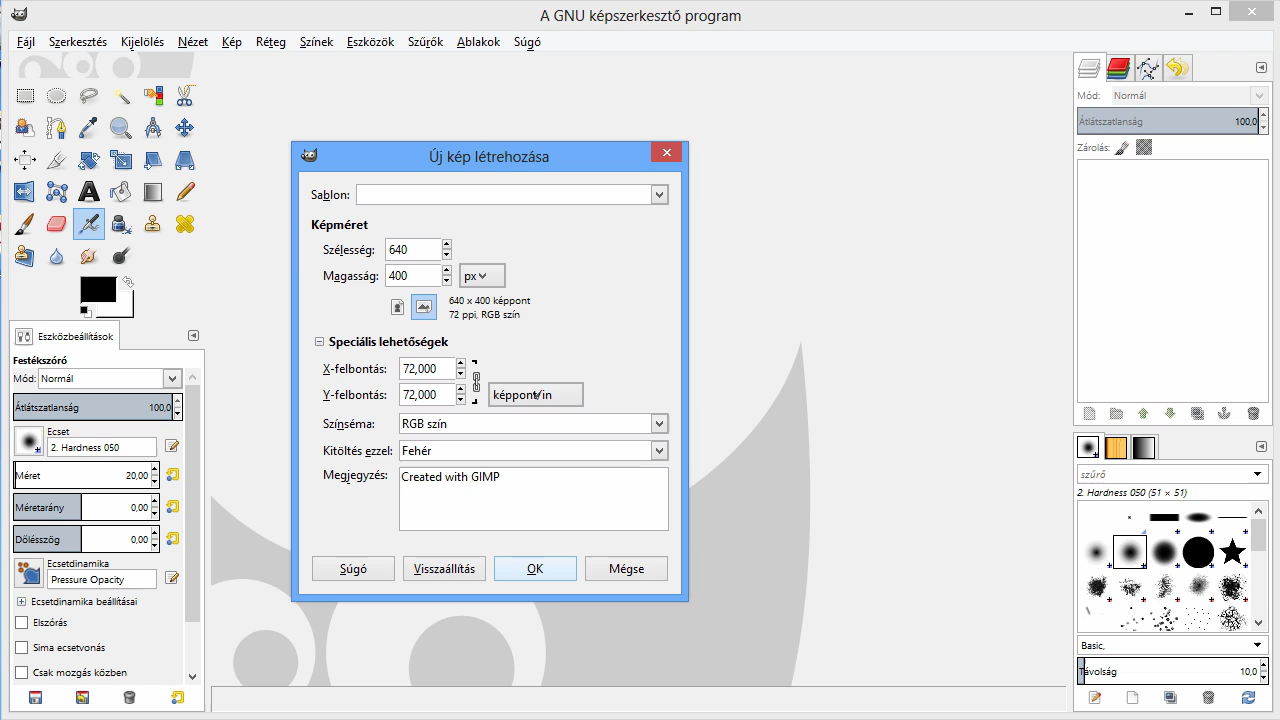 A GNU képszerkesztő program
Fájl Szerkesztés Kijelölés Nézet Kép Réteg Színek Eszközök Szűrők Ablakok Súgó
Eszközbeállítások
Festékszóró
Mód: Normál
Átlátszatlanság 100,0
Ecset
2. Hardness 050
Méret 20,00
Méretarány 0,00
Dőlésszög 0,00
Ecsetdinamika
Pressure Opacity
Ecsetdinamika beállításai
Elszórás
Sima ecsetvonás
Csak mozgás közben
Új kép létrehozása
Sablon:
Képméret
Szélesség: 640
Magasság: 400 px
640 x 400 képpont
72 ppi, RGB szín
Speciális lehetőségek
X-felbontás: 72,000
Y-felbontás: 72,000 képpont/in
Színséma: RGB szín
Kitöltés ezzel: Fehér
Megjegyzés: Created with GIMP
Súgó Visszaállítás OK Mégse
Mód: Normál
Átlátszatlanság 100,0
Zárolás:
szűrő
2. Hardness 050 (51 × 51)
Basic,
Távolság 10,0